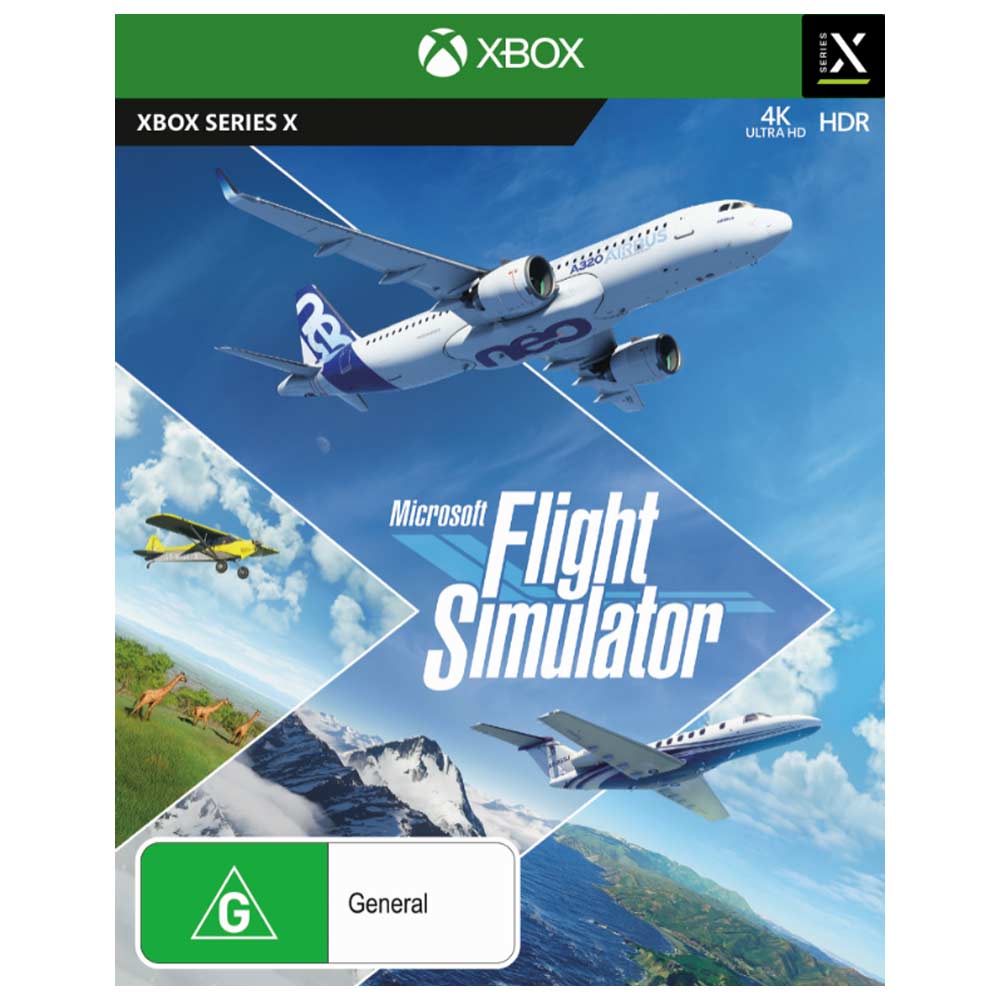 XBOX
SERIES X
XBOX SERIES X
4K
ULTRA HD
HDR
A320 AIRBUS
neo
Microsoft
Flight
Simulator
G
General